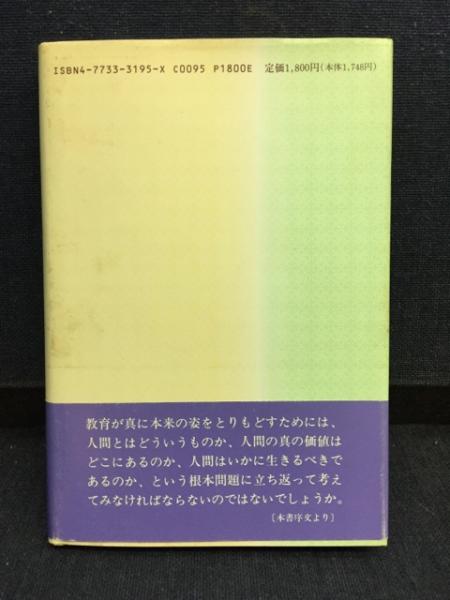 ISBN4-7733-3195-X C0095 P1800E 定価1,800円(本体1,748円)
教育が真に本来の姿をとりもどすためには、
人間とはどういうものか、人間の真の価値は
どこにあるのか、人間はいかに生きるべきで
あるのか、という根本問題に立ち返って考え
てみなければならないのではないでしょうか。
[本書序文より]